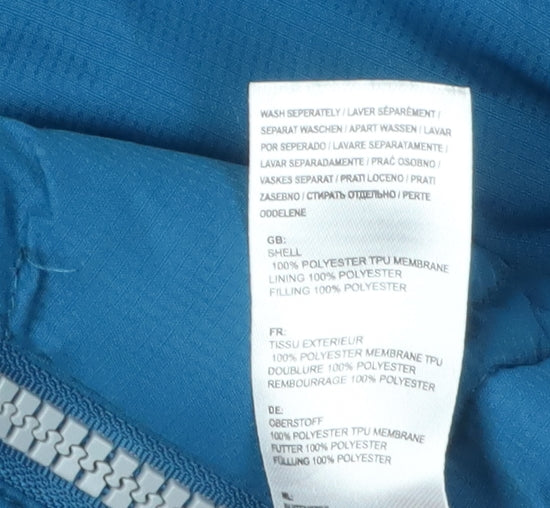 WASH SEPERATELY / LAVER SÉPARÉMENT /
SEPARAT WASCHEN / APART WASSEN / LAVAR
POR SEPERADO / LAVARE SEPARATAMENTE /
LAVAR SEPARADAMENTE / PRAĆ OSOBNO /
VASKES SEPARAT / PRATI LOCENO / PRATI
ZASEBNO / СТИРАТЬ ОТДЕЛЬНО / PERTE
ODDELENE
GB:
SHELL
100% POLYESTER TPU MEMBRANE
LINING 100% POLYESTER
FILLING 100% POLYESTER
FR:
TISSU EXTERIEUR
100% POLYESTER MEMBRANE TPU
DOUBLURE 100% POLYESTER
REMBOURRAGE 100% POLYESTER
DE:
OBERSTOFF
100% POLYESTER TPU MEMBRANE
FUTTER 100% POLYESTER
FÜLLUNG 100% POLYESTER
NL: